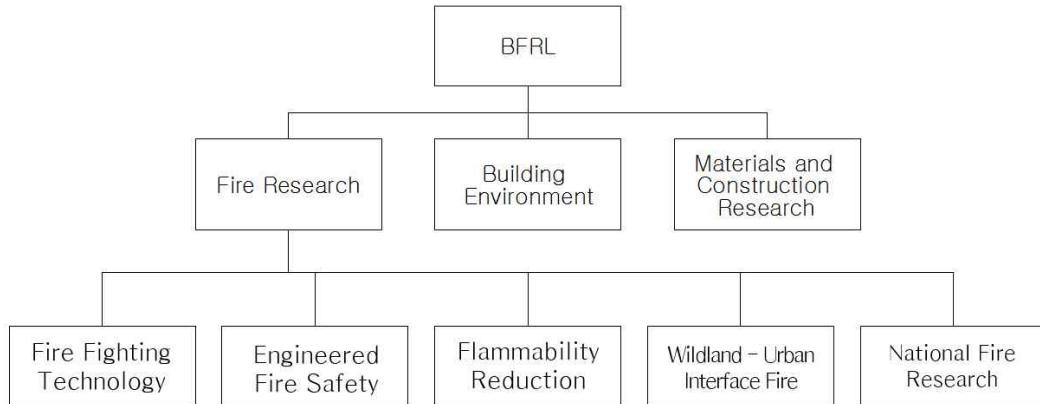 BFRL
Fire Research
Building
Environment
Materials and
Construction
Research
Fire Fighting
Technology
Engineered
Fire Safety
Flammability
Reduction
Wildland – Urban
Interface Fire
National Fire
Research